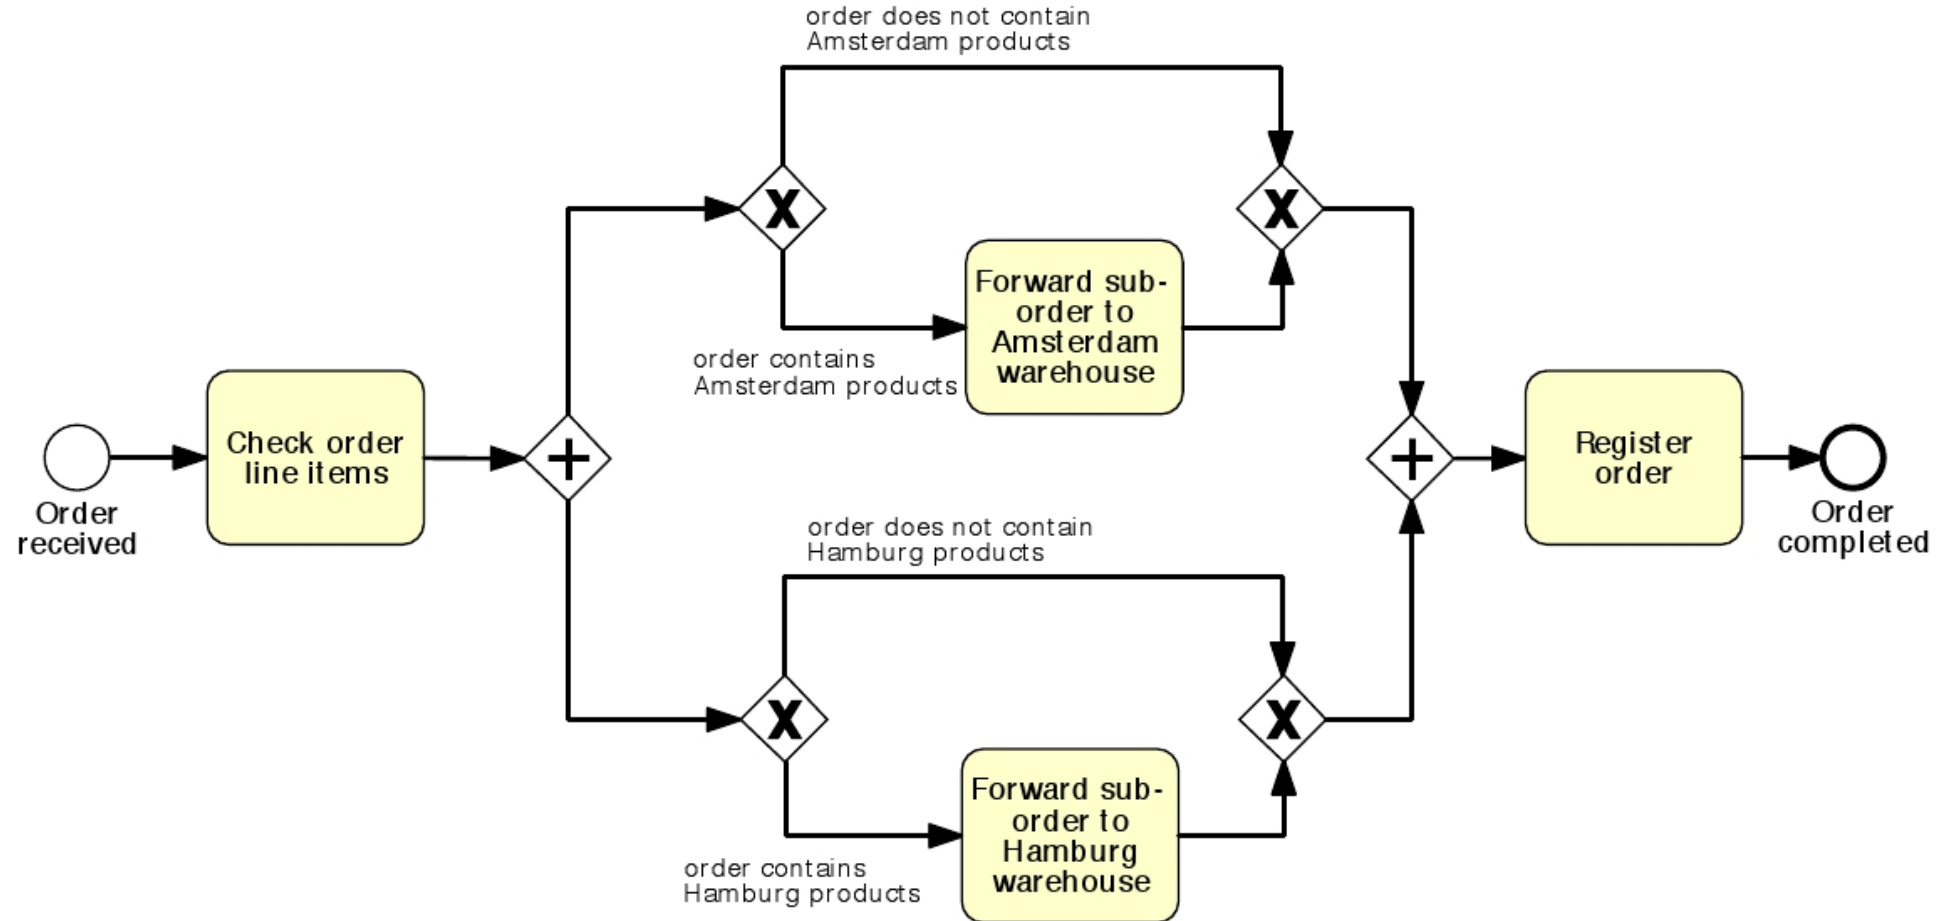 order does not contain
Amsterdam products
Forward sub-
order to
Amsterdam
warehouse
order contains
Amsterdam products
Check order
line items
Register
order
Order
received
Order
completed
order does not contain
Hamburg products
Forward sub-
order to
Hamburg
warehouse
order contains
Hamburg products